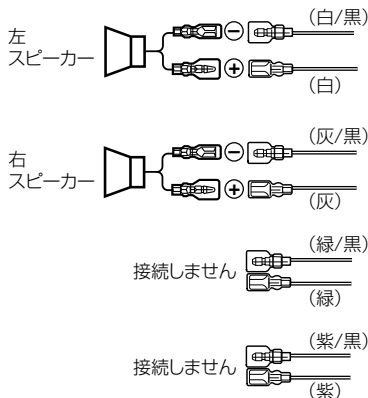 (白/黒)
左
スピーカー
(白)
(灰/黒)
右
スピーカー
(灰)
(緑/黒)
接続しません
(緑)
(紫/黒)
接続しません
(紫)